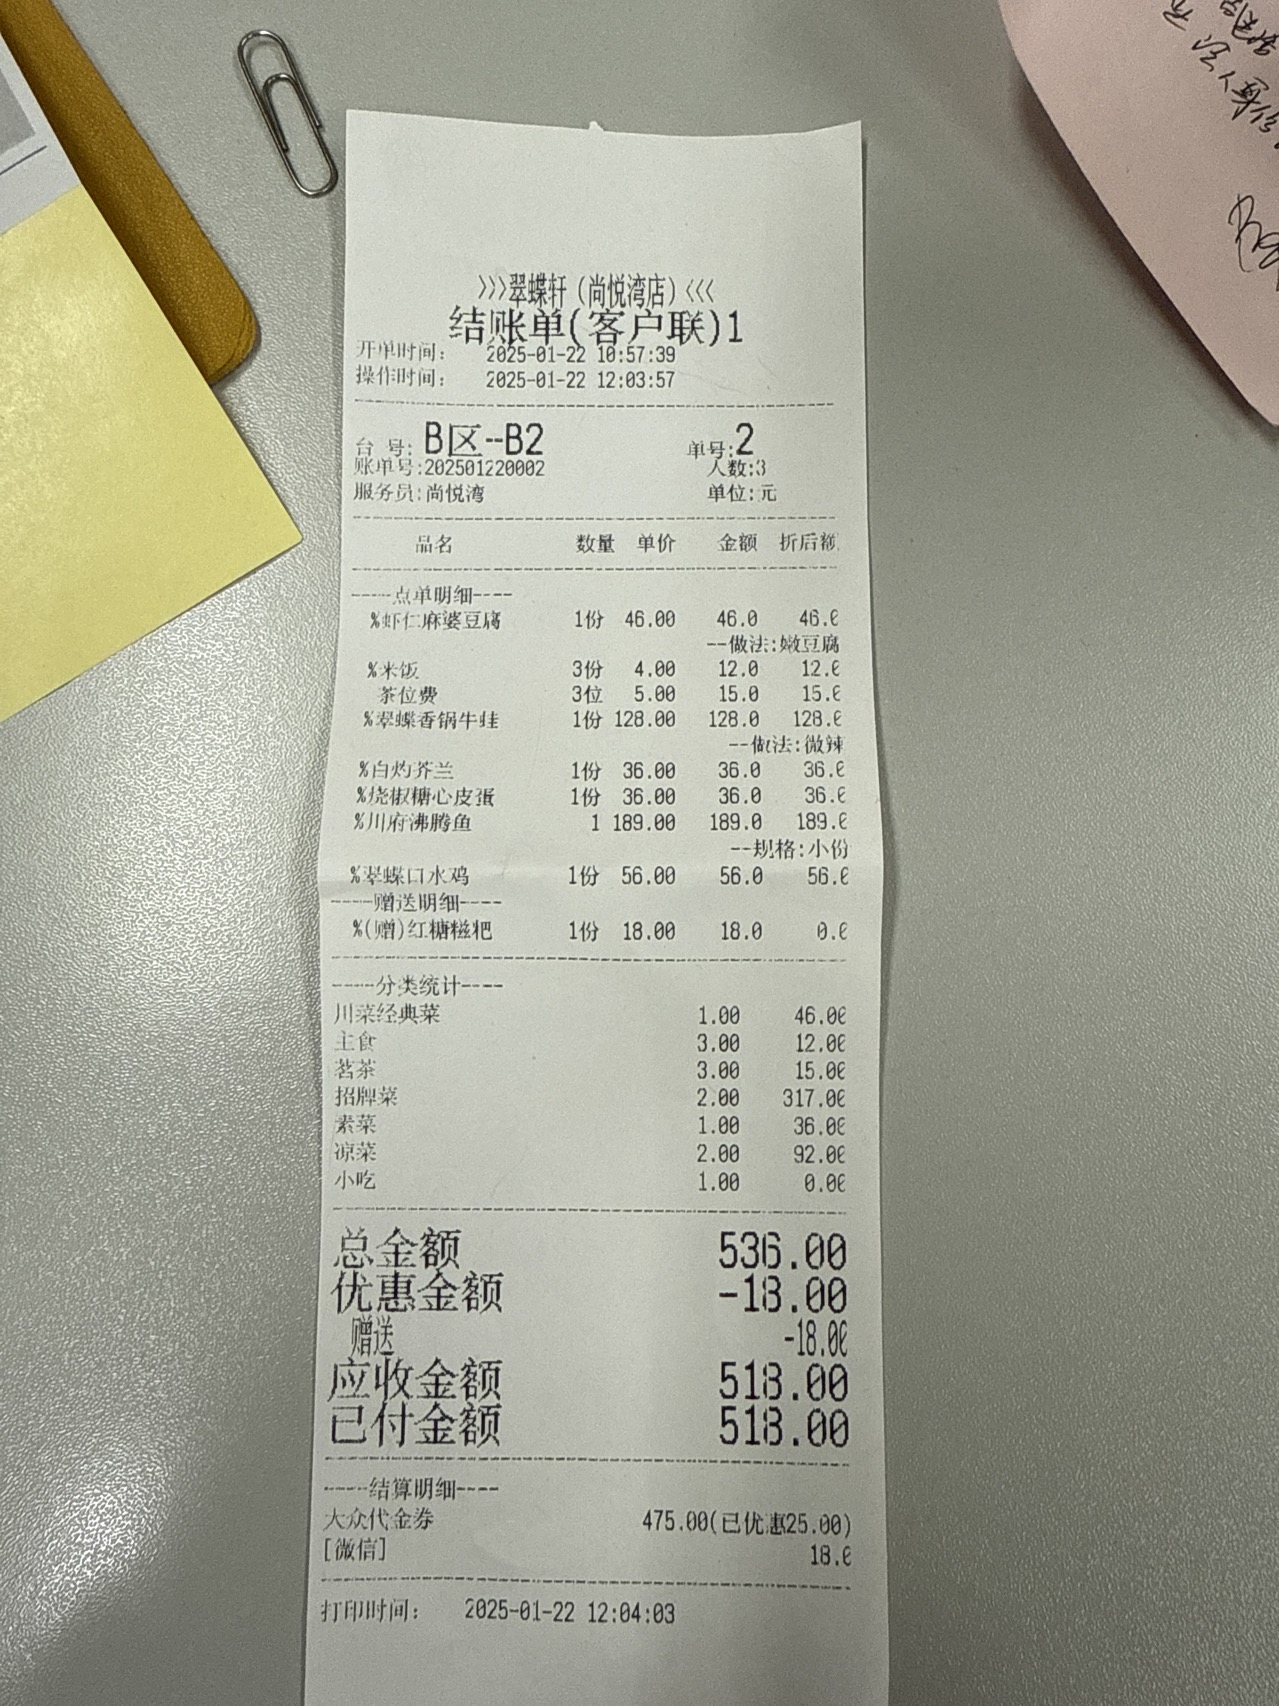 >>>翠蝶轩(尚悦湾店)<<<
结账单(客户联)1
开单时间: 2025-01-22 10:57:39
操作时间: 2025-01-22 12:03:57
台 号: B区--B2 单号:2
账单号:202501220002 人数:3
服务员:尚悦湾 单位:元
品名 数量 单价 金额 折后额
-----点单明细----
%虾仁麻婆豆腐 1份 46.00 46.0 46.0
--做法:嫩豆腐
%米饭 3份 4.00 12.0 12.0
茶位费 3位 5.00 15.0 15.0
%翠蝶香锅牛蛙 1份 128.00 128.0 128.0
--做法:微辣
%白灼芥兰 1份 36.00 36.0 36.0
%烧椒糖心皮蛋 1份 36.00 36.0 36.0
%川府沸腾鱼 1 189.00 189.0 189.0
--规格:小份
%翠蝶口水鸡 1份 56.00 56.0 56.0
-----赠送明细----
%(赠)红糖糍粑 1份 18.00 18.0 0.0
-----分类统计----
川菜经典菜 1.00 46.00
主食 3.00 12.00
茗茶 3.00 15.00
招牌菜 2.00 317.00
素菜 1.00 36.00
凉菜 2.00 92.00
小吃 1.00 0.00
总金额 536.00
优惠金额 -18.00
赠送 -18.00
应收金额 518.00
已付金额 518.00
-----结算明细----
大众代金券 475.00(已优惠25.00)
[微信] 18.0
打印时间: 2025-01-22 12:04:03